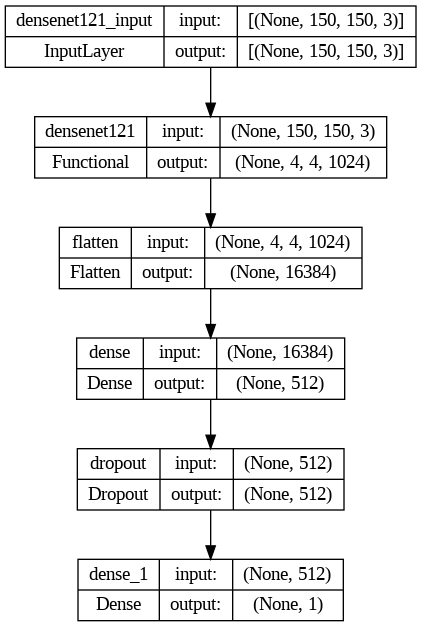 densenet121_input input: [(None, 150, 150, 3)]
InputLayer output: [(None, 150, 150, 3)]
densenet121 input: (None, 150, 150, 3)
Functional output: (None, 4, 4, 1024)
flatten input: (None, 4, 4, 1024)
Flatten output: (None, 16384)
dense input: (None, 16384)
Dense output: (None, 512)
dropout input: (None, 512)
Dropout output: (None, 512)
dense_1 input: (None, 512)
Dense output: (None, 1)